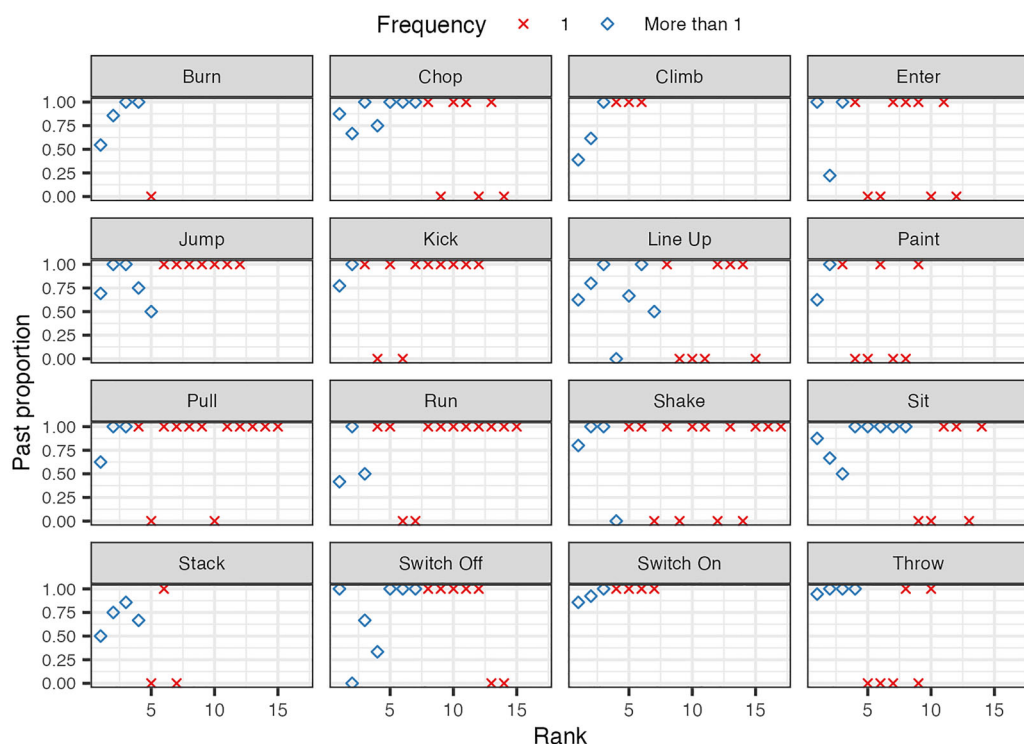 Frequency 1 More than 1
Burn Chop Climb Enter
1.00
0.75
0.50
0.25
0.00
Jump Kick Line Up Paint
1.00
0.75
0.50
0.25
0.00
Pull Run Shake Sit
1.00
0.75
0.50
0.25
0.00
Stack Switch Off Switch On Throw
1.00
0.75
0.50
0.25
0.00
5 10 15 5 10 15 5 10 15 5 10 15
Rank
Past proportion